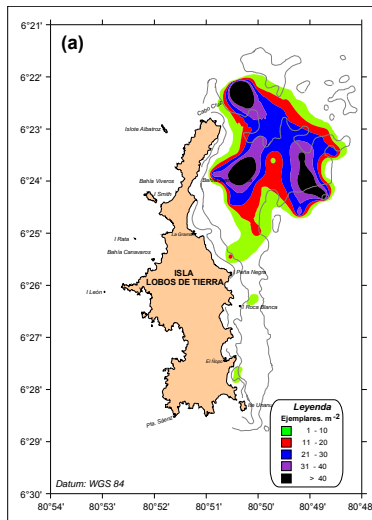 6°21'
(a)
6°22'
Cabo Cruz
Islote Albatroz
6°23'
Bahía Viveros
I Smith
6°24'
La Grama
I Rata
Bahía Canaveros
6°25'
ISLA
LOBOS DE TIERRA
I Peña Negra
6°26'
I León
I Roca Blanca
6°27'
El Ñopo
6°28'
Pta. Sáenz
6°29'
Leyenda
Ejemplares. m -2
1 - 10
11 - 20
21 - 30
31 - 40
> 40
Datum: WGS 84
6°30'
80°54' 80°53' 80°52' 80°51' 80°50' 80°49' 80°48'